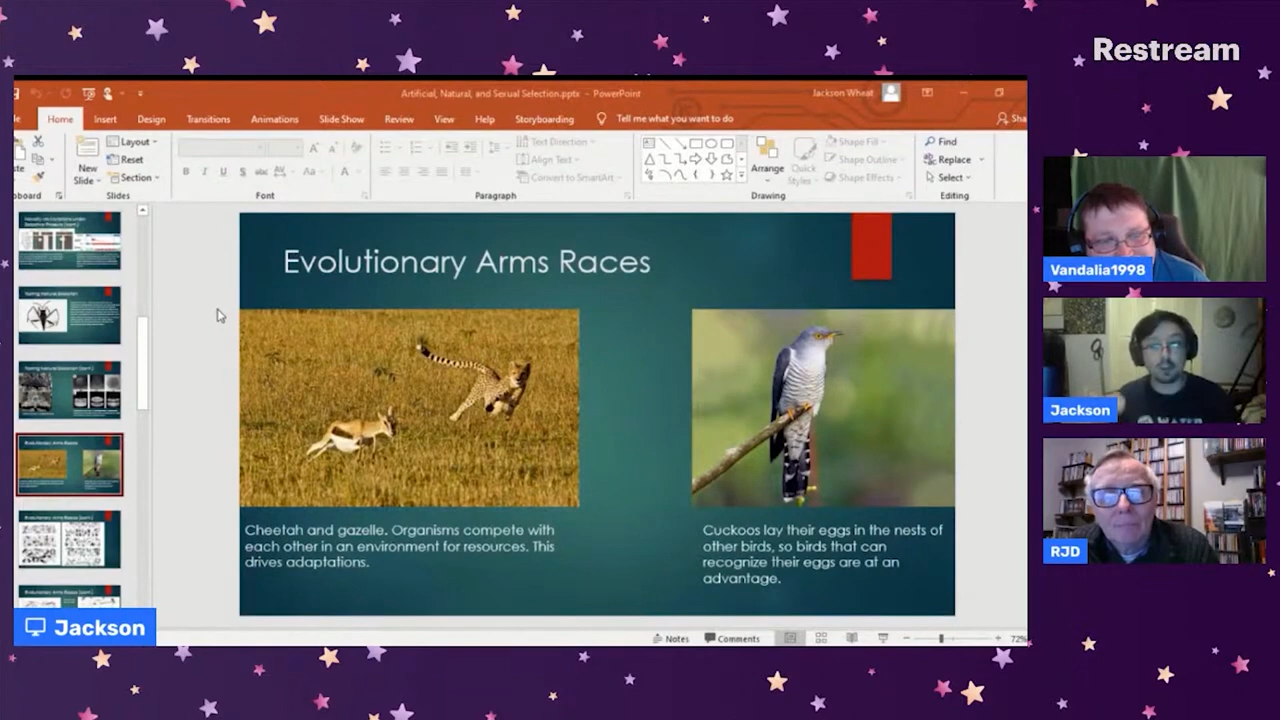 Restream
Artificial, Natural, and Sexual Selection.pptx - PowerPoint
Jackson Wheat
Home Insert Design Transitions Animations Slide Show Review View Help Storyboarding Tell me what you want to do
New Slide
Layout
Reset
Section
Slides
B I U S abc AV Aa A
Font
Text Direction
Align Text
Convert to SmartArt
Paragraph
Arrange
Quick Styles
Shape Fill
Shape Outline
Shape Effects
Drawing
Find
Replace
Select
Editing
Evolutionary Arms Races
Cheetah and gazelle. Organisms compete with
each other in an environment for resources. This
drives adaptations.
Cuckoos lay their eggs in the nests of
other birds, so birds that can
recognize their eggs are at an
advantage.
Notes Comments 72%
Jackson
Vandalia1998
Jackson
RJD